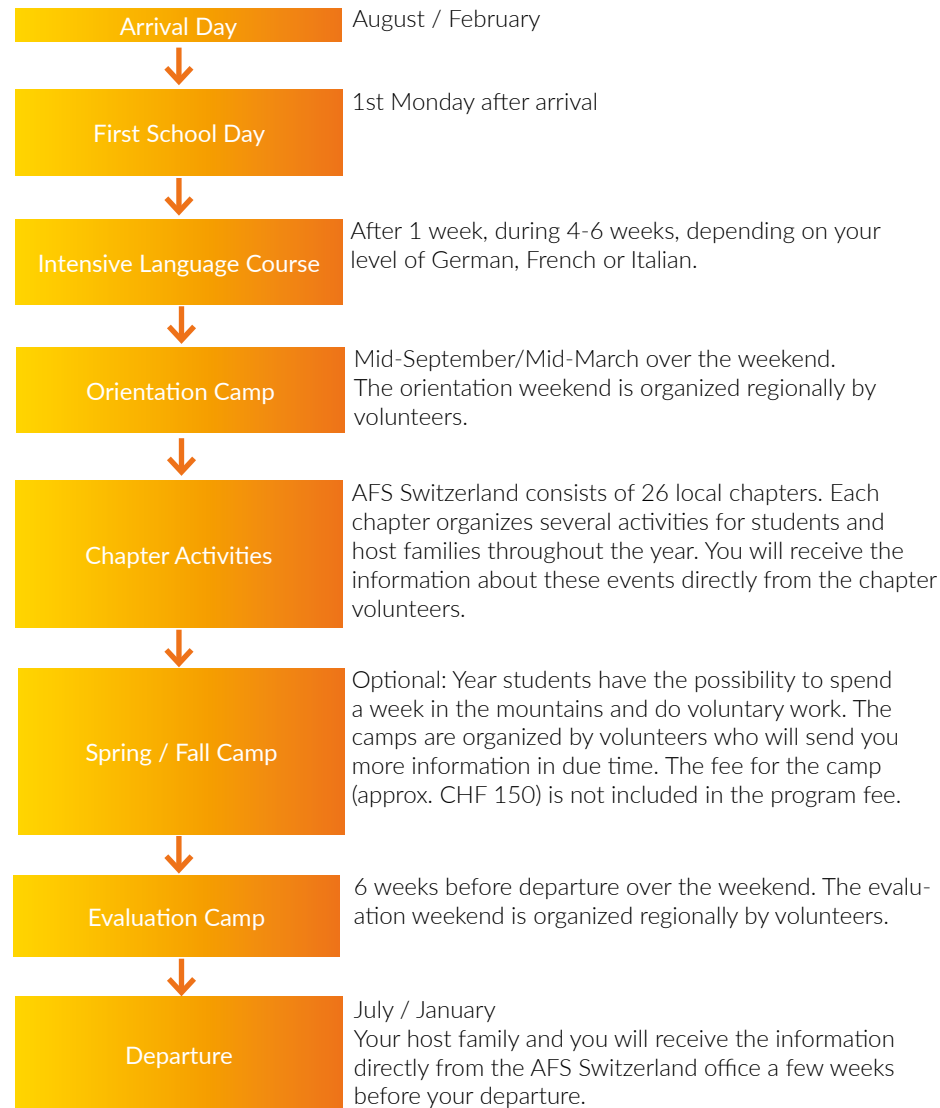 Arrival Day
August / February
First School Day
1st Monday after arrival
Intensive Language Course
After 1 week, during 4-6 weeks, depending on your
level of German, French or Italian.
Orientation Camp
Mid-September/Mid-March over the weekend.
The orientation weekend is organized regionally by
volunteers.
Chapter Activities
AFS Switzerland consists of 26 local chapters. Each
chapter organizes several activities for students and
host families throughout the year. You will receive the
information about these events directly from the chapter
volunteers.
Spring / Fall Camp
Optional: Year students have the possibility to spend
a week in the mountains and do voluntary work. The
camps are organized by volunteers who will send you
more information in due time. The fee for the camp
(approx. CHF 150) is not included in the program fee.
Evaluation Camp
6 weeks before departure over the weekend. The evalu-
ation weekend is organized regionally by volunteers.
Departure
July / January
Your host family and you will receive the information
directly from the AFS Switzerland office a few weeks
before your departure.